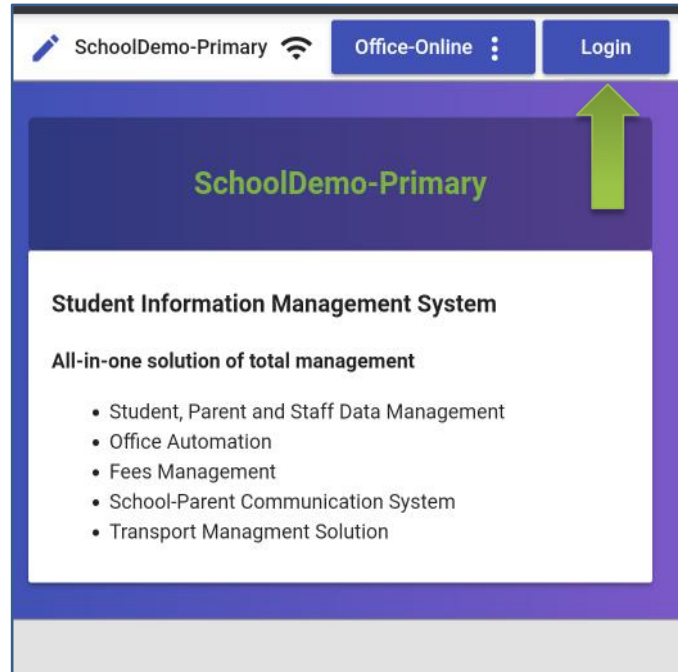 SchoolDemo-Primary Office-Online Login
SchoolDemo-Primary
Student Information Management System
All-in-one solution of total management
• Student, Parent and Staff Data Management
• Office Automation
• Fees Management
• School-Parent Communication System
• Transport Managment Solution